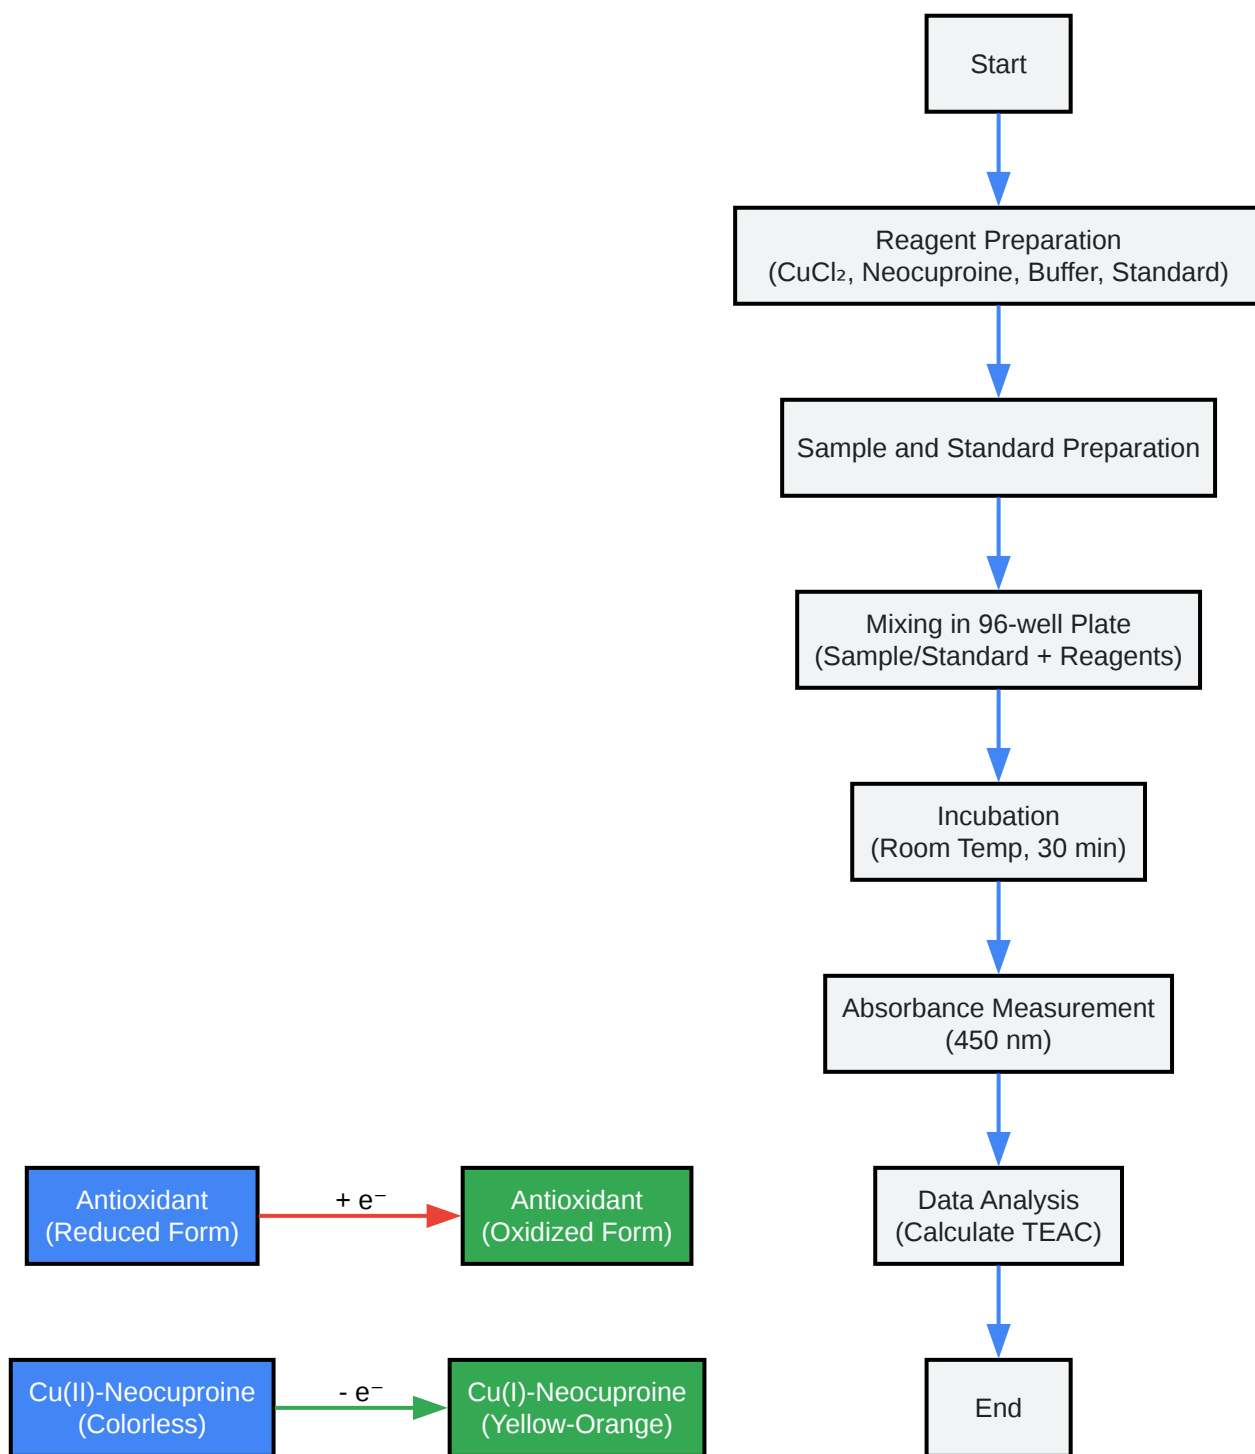 Start
Reagent Preparation
(CuCl₂, Neocuproine, Buffer, Standard)
Sample and Standard Preparation
Mixing in 96-well Plate
(Sample/Standard + Reagents)
Incubation
(Room Temp, 30 min)
Absorbance Measurement
(450 nm)
Antioxidant
(Reduced Form)
+ e⁻
Antioxidant
(Oxidized Form)
Data Analysis
(Calculate TEAC)
Cu(II)-Neocuproine
(Colorless)
- e⁻
Cu(I)-Neocuproine
(Yellow-Orange)
End